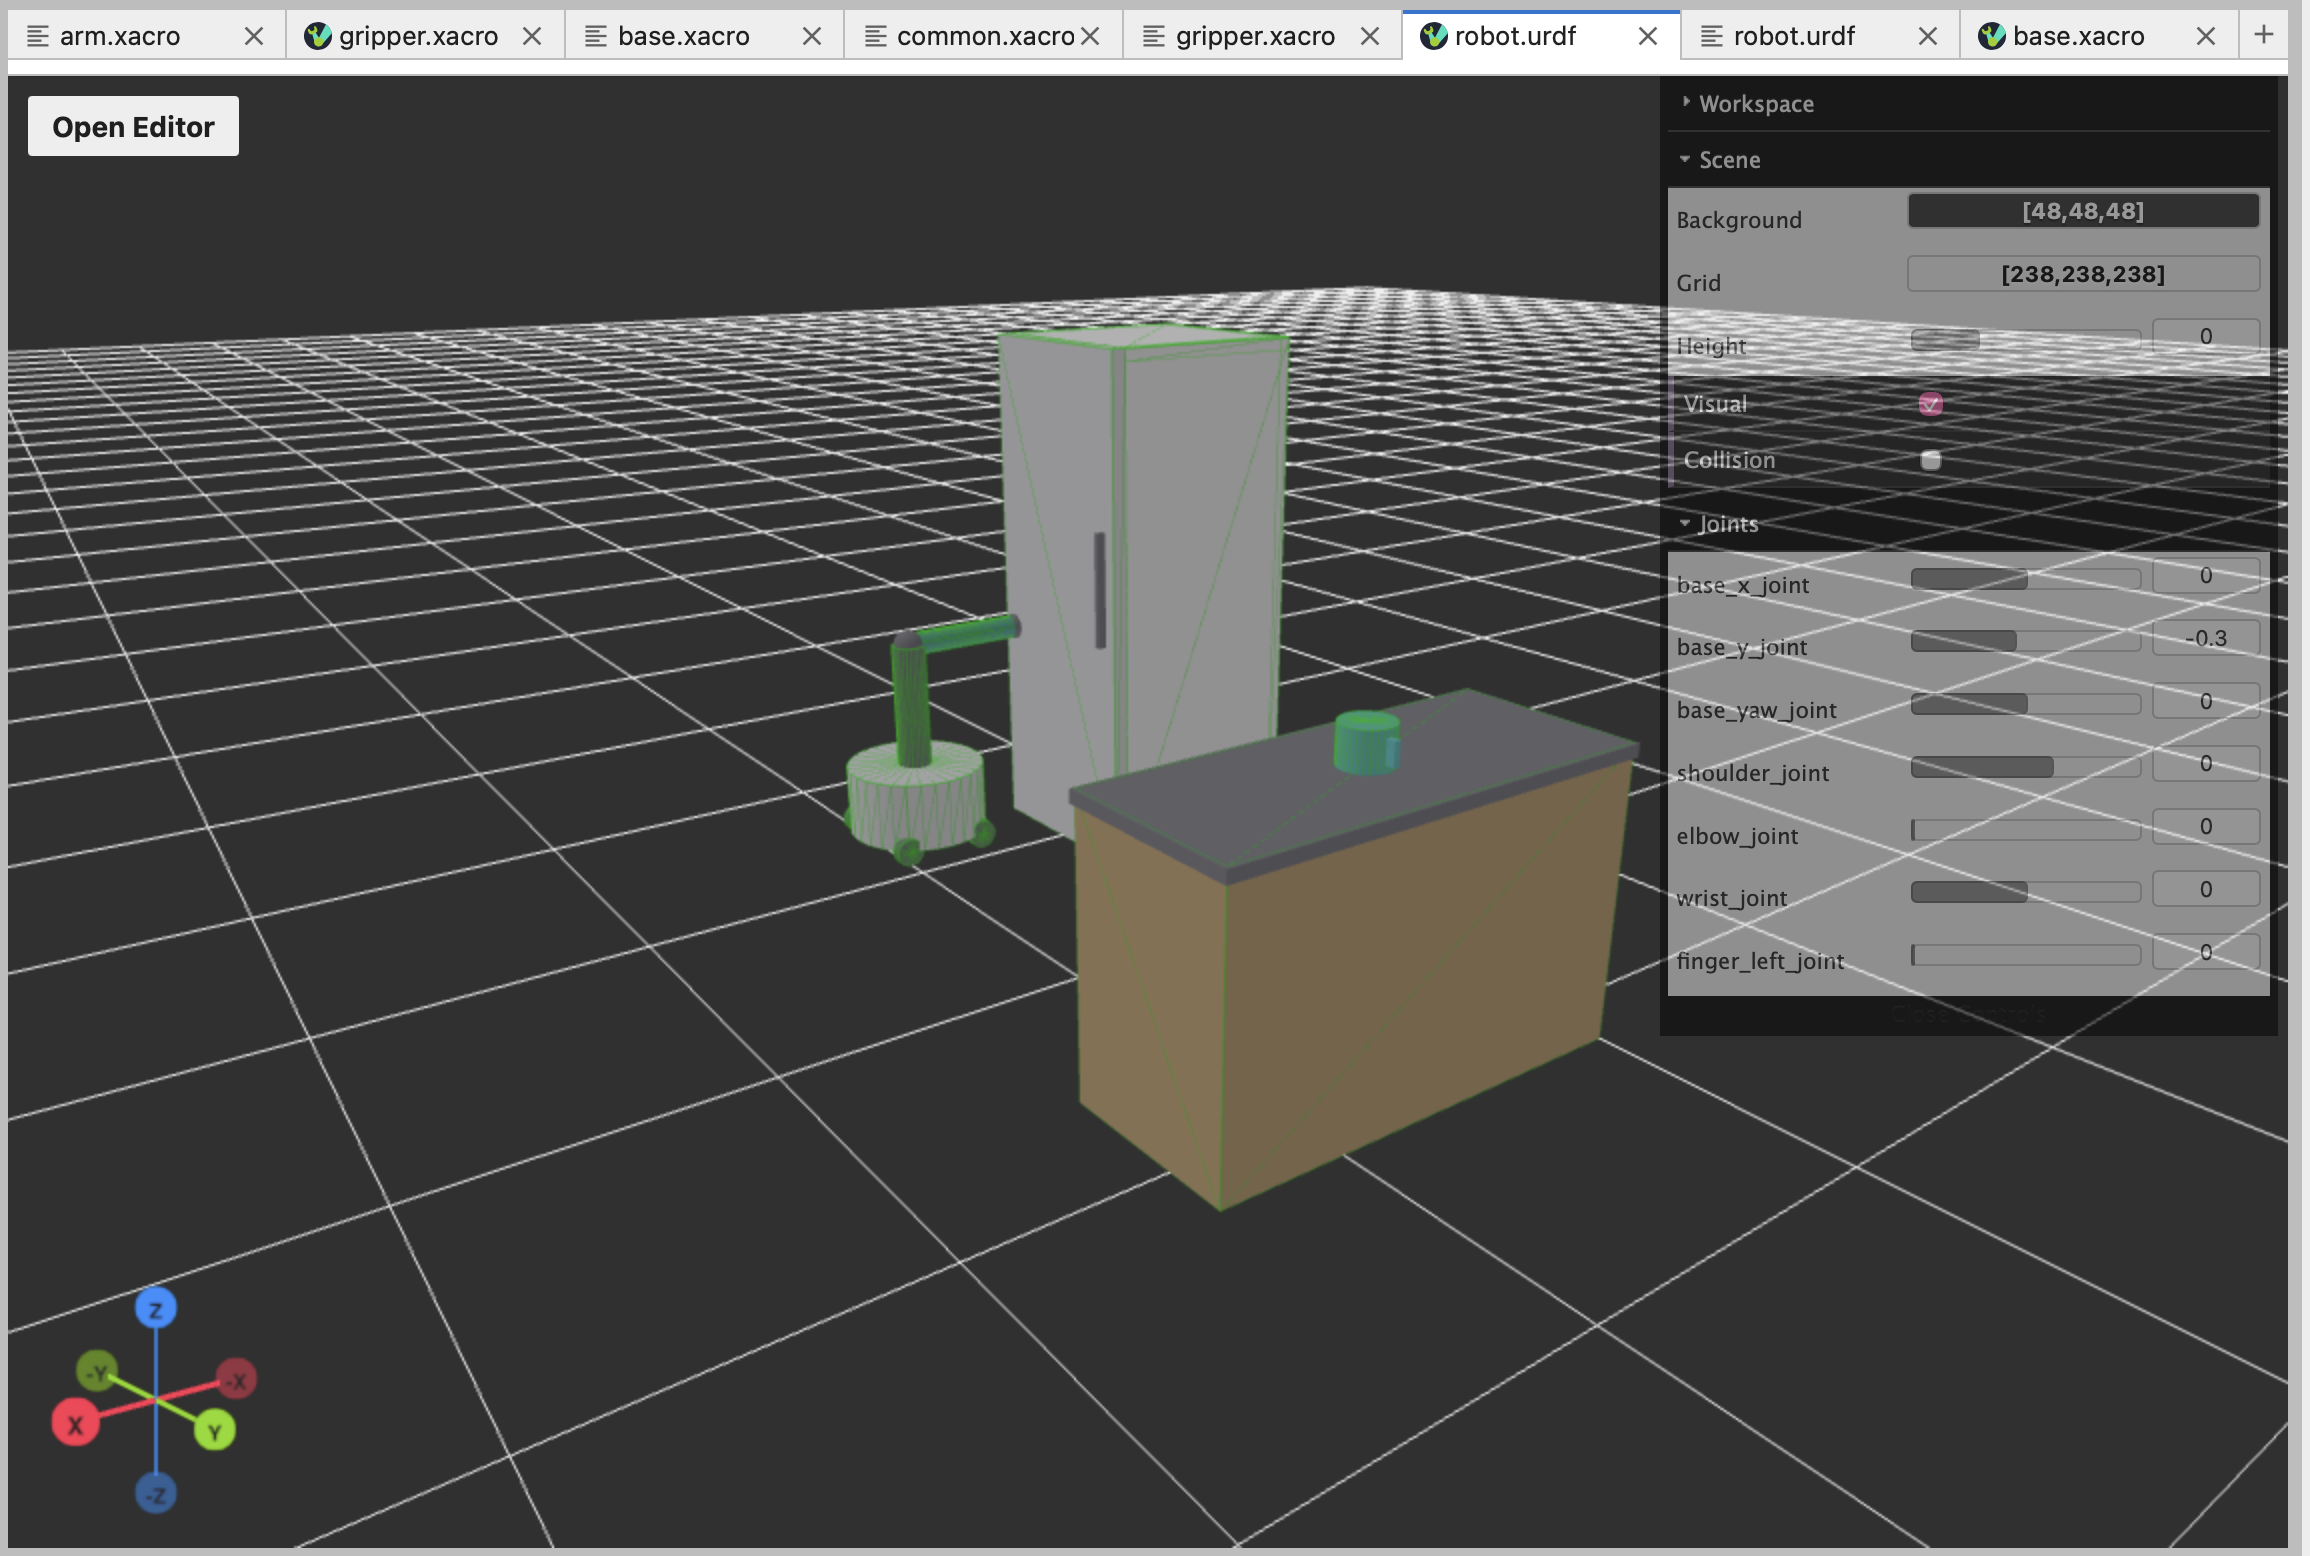 arm.xacro
gripper.xacro
base.xacro
common.xacro
gripper.xacro
robot.urdf
robot.urdf
base.xacro
Open Editor
Workspace
Scene
Background [48,48,48]
Grid [238,238,238]
Height 0
Visual
Collision
Joints
base_x_joint 0
base_y_joint -0.3
base_yaw_joint 0
shoulder_joint 0
elbow_joint 0
wrist_joint 0
finger_left_joint 0
Close Controls
Z
-Y
-X
X
Y
-Z